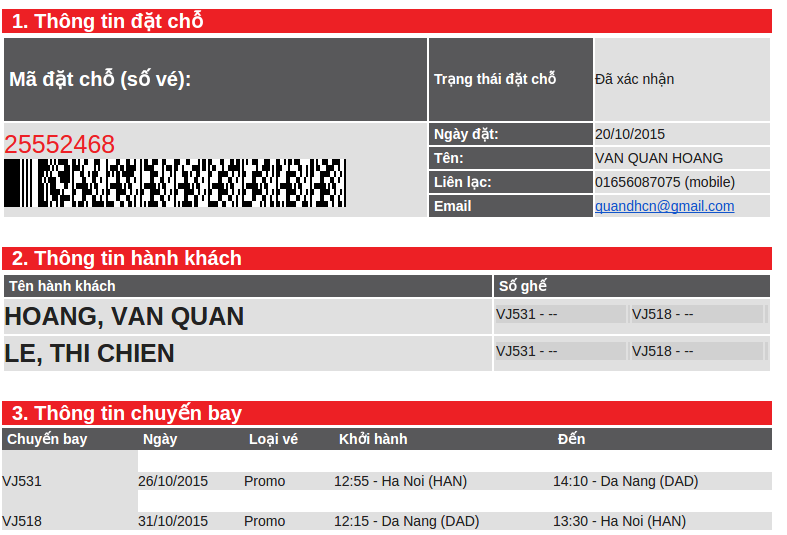 1. Thông tin đặt chỗ
Mã đặt chỗ (số vé):
Trạng thái đặt chỗ
Đã xác nhận
25552468
Ngày đặt:
20/10/2015
Tên:
VAN QUAN HOANG
Liên lạc:
01656087075 (mobile)
Email
quandhcn@gmail.com
2. Thông tin hành khách
Tên hành khách
Số ghế
HOANG, VAN QUAN
VJ531 - --
VJ518 - --
LE, THI CHIEN
VJ531 - --
VJ518 - --
3. Thông tin chuyến bay
Chuyến bay
Ngày
Loại vé
Khởi hành
Đến
VJ531
26/10/2015
Promo
12:55 - Ha Noi (HAN)
14:10 - Da Nang (DAD)
VJ518
31/10/2015
Promo
12:15 - Da Nang (DAD)
13:30 - Ha Noi (HAN)